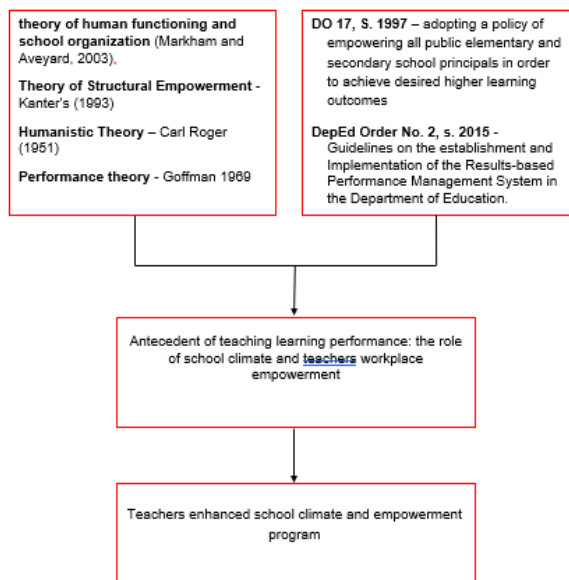 theory of human functioning and
school organization (Markham and
Aveyard, 2003),
Theory of Structural Empowerment -
Kanter's (1993)
Humanistic Theory – Carl Roger
(1951)
Performance theory - Goffman 1969
DO 17, S. 1997 – adopting a policy of
empowering all public elementary and
secondary school principals in order
to achieve desired higher learning
outcomes
DepEd Order No. 2, s. 2015 -
Guidelines on the establishment and
Implementation of the Results-based
Performance Management System in
the Department of Education.
Antecedent of teaching learning performance: the role
of school climate and teachers workplace
empowerment
Teachers enhanced school climate and empowerment
program